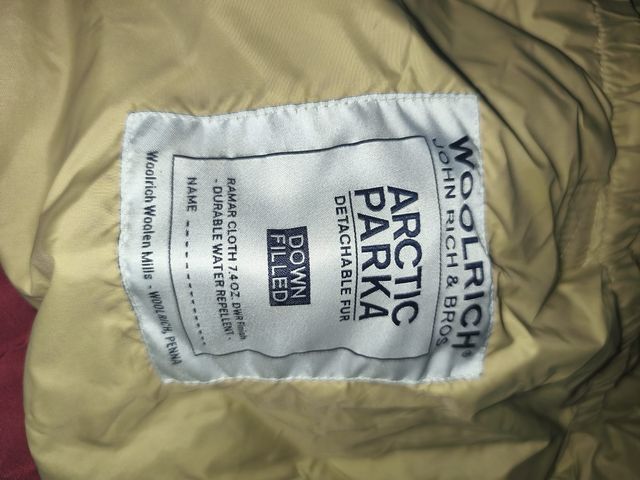 WOOLRICH®
JOHN RICH & BROS
ARCTIC
PARKA
DETACHABLE FUR
DOWN
FILLED
RAMAR CLOTH 7.4 OZ. DWR Finish
- DURABLE WATER REPELLENT -
NAME
Woolrich Woolen Mills - WOOLRICH, PENNA